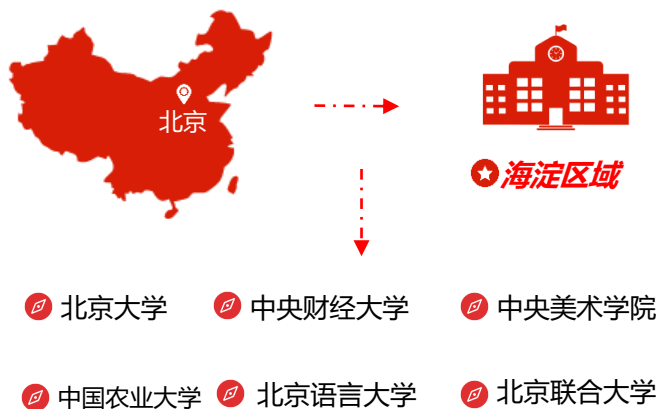 北京
海淀区域
北京大学
中央财经大学
中央美术学院
中国农业大学
北京语言大学
北京联合大学